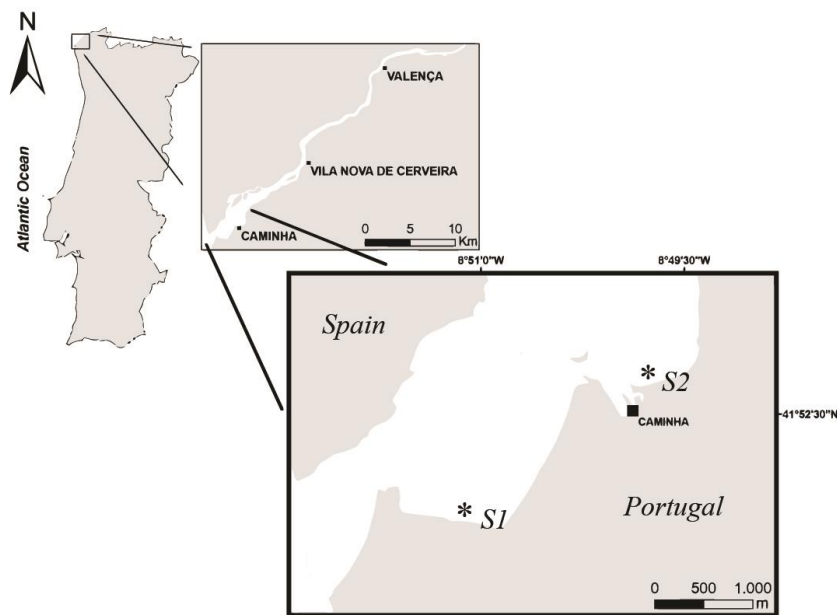 N
Atlantic Ocean
VALENÇA
VILA NOVA DE CERVEIRA
CAMINHA
0 5 10
Km
8°51'0"W 8°49'30"W
Spain
* S2
CAMINHA
41°52'30"N
* S1
Portugal
0 500 1.000
m